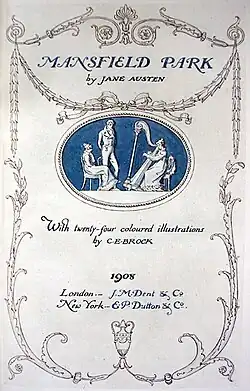 MANSFIELD PARK
by JANE AUSTEN
With twenty-four coloured illustrations
by C·E·BROCK
1908
London:— J.M.Dent & Co
New York:— E.P.Dutton & Co.